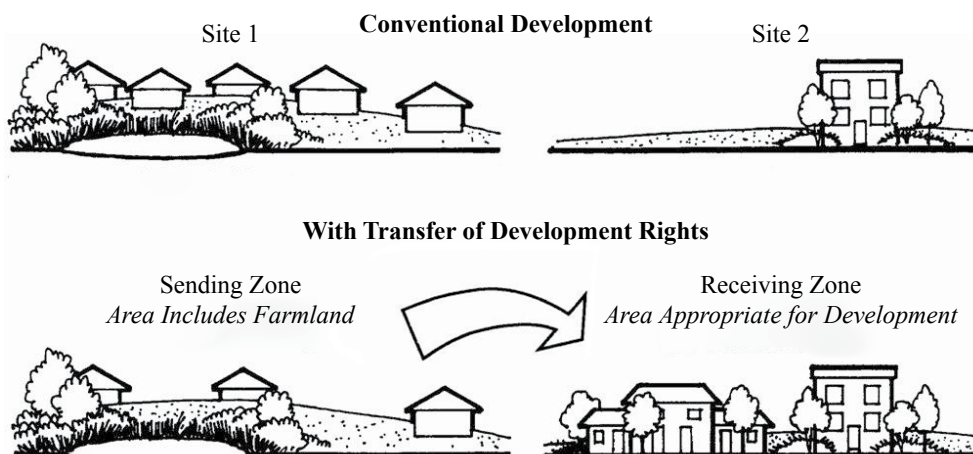 Conventional Development
Site 1
Site 2
With Transfer of Development Rights
Sending Zone
Area Includes Farmland
Receiving Zone
Area Appropriate for Development